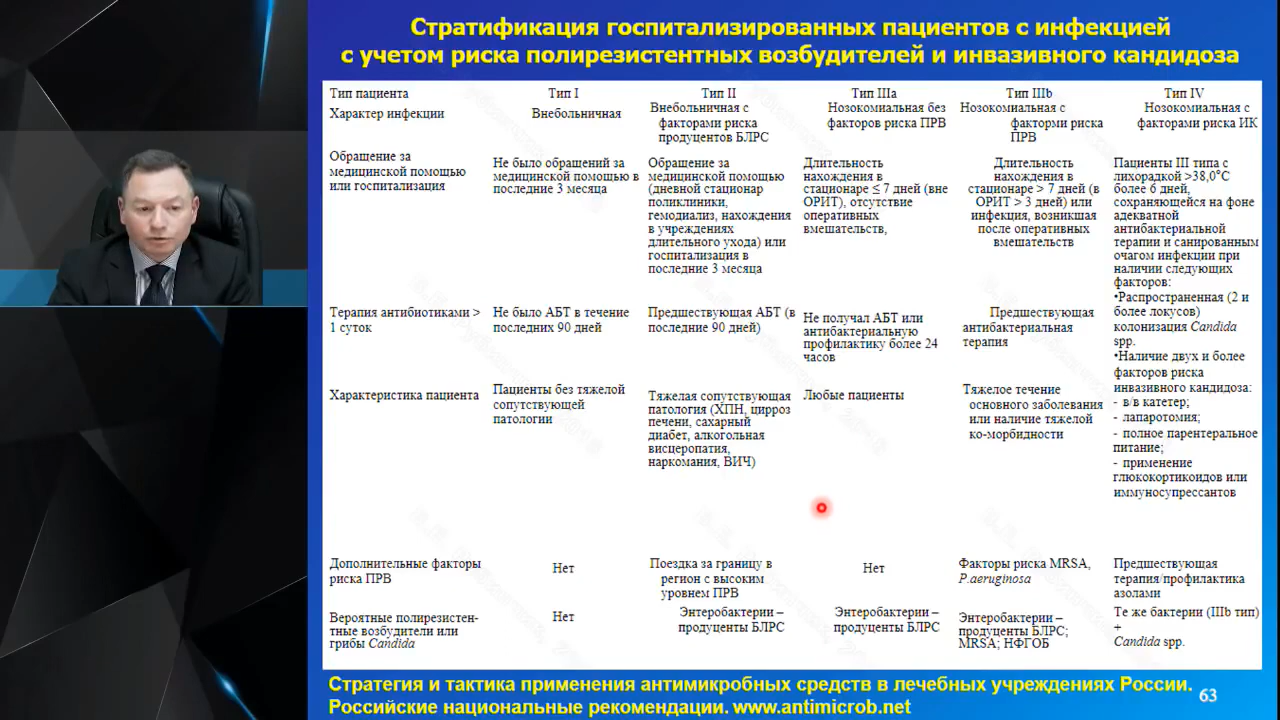 Стратификация госпитализированных пациентов с инфекцией
с учетом риска полирезистентных возбудителей и инвазивного кандидоза
Тип пациента
Тип I
Тип II
Тип IIIa
Тип IIIb
Тип IV
Характер инфекции
Внебольничная
Внебольничная с
факторами риска
продуцентов БЛРС
Нозокомиальная без
факторов риска ПРВ
Нозокомиальная с
факторми риска
ПРВ
Нозокомиальная с
факторами риска ИК
Обращение за
медицинской помощью
или госпитализация
Не было обращений за
медицинской помощью в
последние 3 месяца
Обращение за
медицинской помощью
(дневной стационар
поликлиники,
гемодиализ, нахождения
в учреждениях
длительного ухода) или
госпитализация в
последние 3 месяца
Длительность
нахождения в
стационаре ≤ 7 дней (вне
ОРИТ), отсутствие
оперативных
вмешательств,
Длительность
нахождения в
стационаре > 7 дней (в
ОРИТ > 3 дней) или
инфекция, возникшая
после оперативных
вмешательств
Пациенты III типа с
лихорадкой >38,0°С
более 6 дней,
сохраняющейся на фоне
адекватной
антибактериальной
терапии и санированным
очагом инфекции при
наличии следующих
факторов:
•Распространенная (2 и
более локусов)
колонизация Candida
spp.
•Наличие двух и более
факторов риска
инвазивного кандидоза:
- в/в катетер;
- лапаротомия;
- полное парентеральное
питание;
- применение
глюкокортикоидов или
иммуносупрессантов
Терапия антибиотиками >
1 суток
Не было АБТ в течение
последних 90 дней
Предшествующая АБТ (в
последние 90 дней)
Не получал АБТ или
антибактериальную
профилактику более 24
часов
Предшествующая
антибактериальная
терапия
Характеристика пациента
Пациенты без тяжелой
сопутствующей
патологии
Тяжелая сопутствующая
патология (ХПН, цирроз
печени, сахарный
диабет, алкогольная
висцеропатия,
наркомания, ВИЧ)
Любые пациенты
Тяжелое течение
основного заболевания
или наличие тяжелой
ко-морбидности
Дополнительные факторы
риска ПРВ
Нет
Поездка за границу в
регион с высоким
уровнем ПРВ
Нет
Факторы риска MRSA,
P.aeruginosa
Предшествующая
терапия/профилактика
азолами
Вероятные полирезистен-
тные возбудители или
грибы Candida
Нет
Энтеробактерии –
продуценты БЛРС
Энтеробактерии –
продуценты БЛРС
Энтеробактерии –
продуценты БЛРС;
MRSA; НФГОБ
Те же бактерии (IIIb тип)
+
Candida spp.
Стратегия и тактика применения антимикробных средств в лечебных учреждениях России.
Российские национальные рекомендации. www.antimicrob.net
63